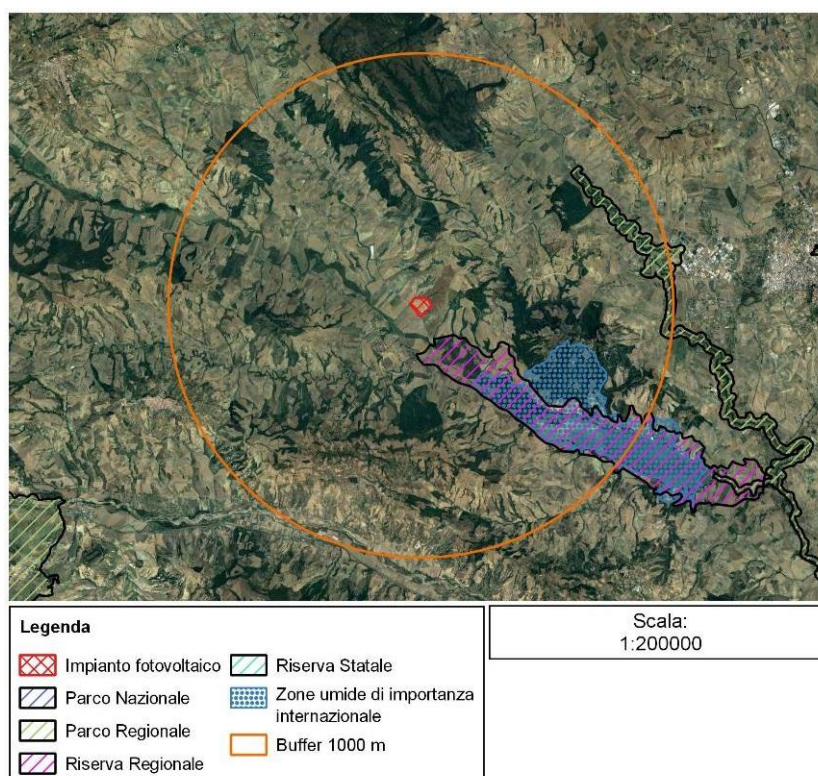 Legenda
Impianto fotovoltaico
Parco Nazionale
Parco Regionale
Riserva Regionale
Riserva Statale
Zone umide di importanza
internazionale
Buffer 1000 m
Scala:
1:200000